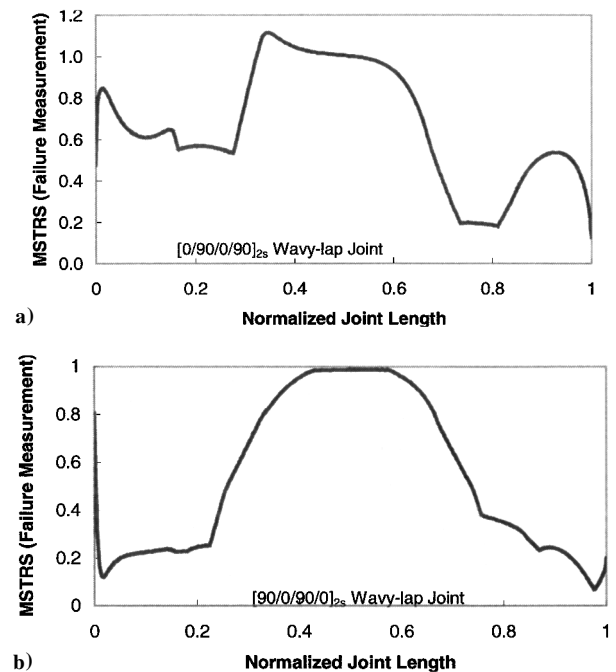 1.2
1.0
0.8
0.6
0.4
0.2
0.0
MSTRS (Failure Measurement)
[0/90/0/90]2s Wavy-lap Joint
0 0.2 0.4 0.6 0.8 1
Normalized Joint Length
a)
1
0.8
0.6
0.4
0.2
0
MSTRS (Failure Measurement)
[90/0/90/0]2s Wavy-lap Joint
0 0.2 0.4 0.6 0.8 1
Normalized Joint Length
b)